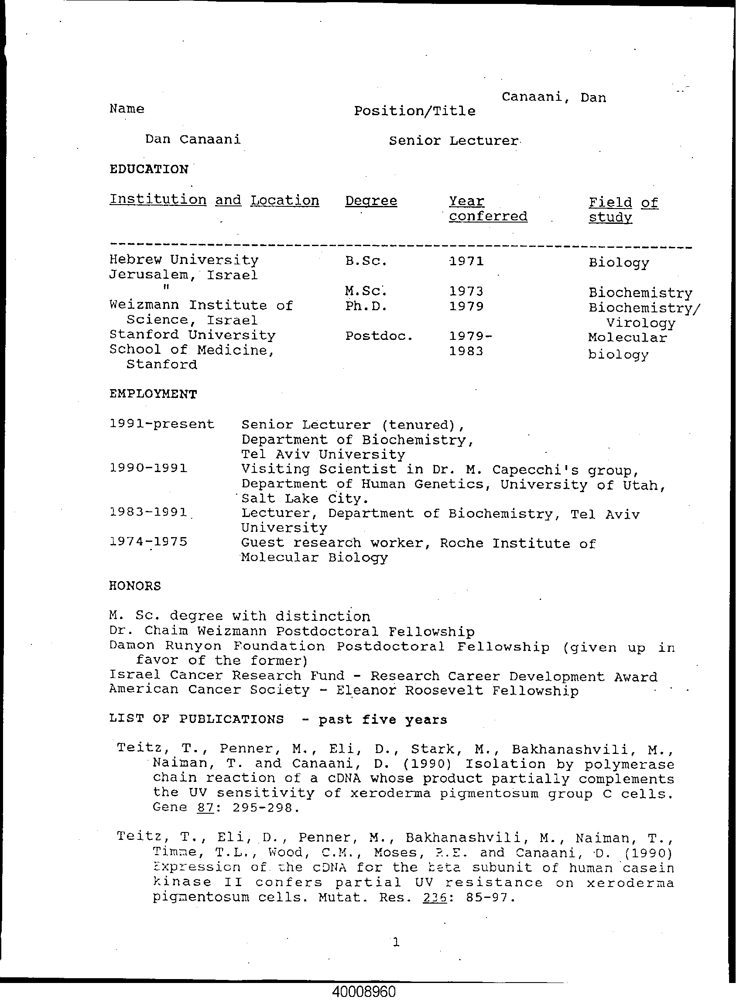 Canaani, Dan
Name Position/Title
Dan Canaani Senior Lecturer
EDUCATION
Institution and Location Degree Year conferred Field of study
Hebrew University B.Sc. 1971 Biology
Jerusalem, Israel
" M.Sc. 1973 Biochemistry
Weizmann Institute of Ph.D. 1979 Biochemistry/
Science, Israel Virology
Stanford University Postdoc. 1979- Molecular
School of Medicine, 1983 biology
Stanford
EMPLOYMENT
1991-present Senior Lecturer (tenured),
Department of Biochemistry,
Tel Aviv University
1990-1991 Visiting Scientist in Dr. M. Capecchi's group,
Department of Human Genetics, University of Utah,
Salt Lake City.
1983-1991 Lecturer, Department of Biochemistry, Tel Aviv
University
1974-1975 Guest research worker, Roche Institute of
Molecular Biology
HONORS
M. Sc. degree with distinction
Dr. Chaim Weizmann Postdoctoral Fellowship
Damon Runyon Foundation Postdoctoral Fellowship (given up in
favor of the former)
Israel Cancer Research Fund - Research Career Development Award
American Cancer Society - Eleanor Roosevelt Fellowship
LIST OF PUBLICATIONS - past five years
Teitz, T., Penner, M., Eli, D., Stark, M., Bakhanashvili, M.,
Naiman, T. and Canaani, D. (1990) Isolation by polymerase
chain reaction of a cDNA whose product partially complements
the UV sensitivity of xeroderma pigmentosum group C cells.
Gene 87: 295-298.
Teitz, T., Eli, D., Penner, M., Bakhanashvili, M., Naiman, T.,
Timme, T.L., Wood, C.M., Moses, R.E. and Canaani, D. (1990)
Expression of the cDNA for the beta subunit of human casein
kinase II confers partial UV resistance on xeroderma
pigmentosum cells. Mutat. Res. 236: 85-97.
1
40008960